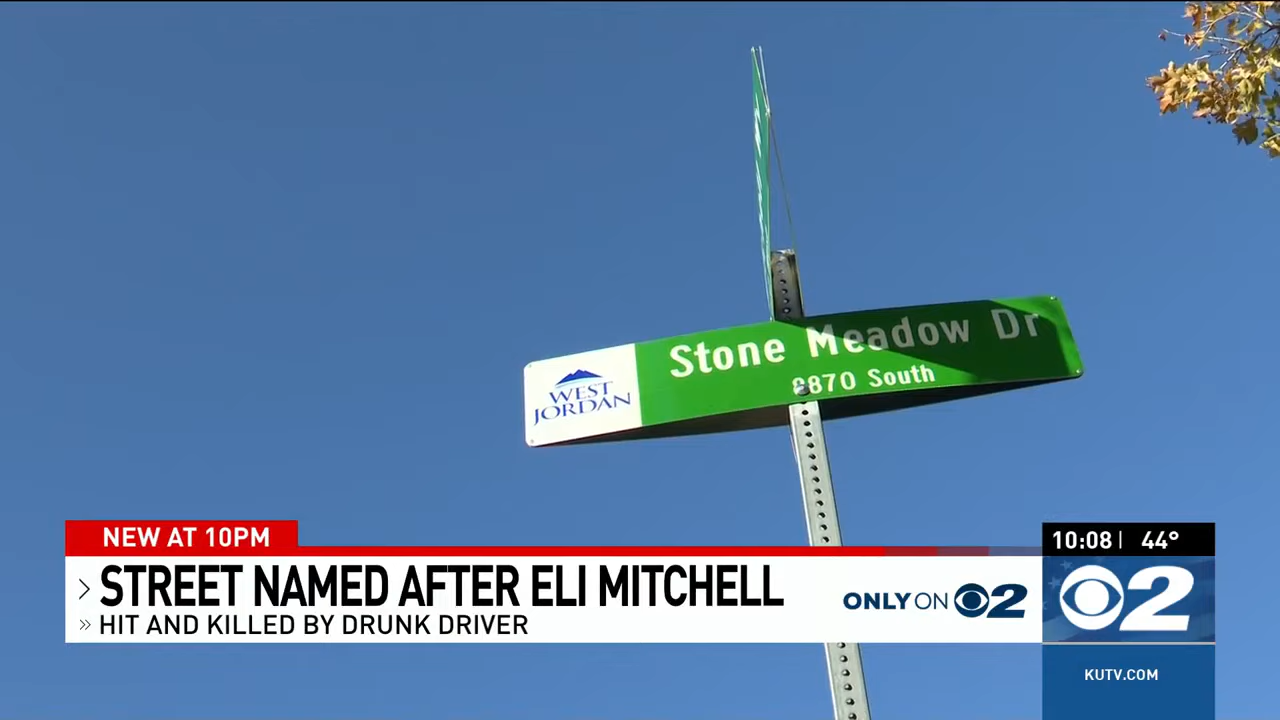 Stone Meadow Dr
8870 South
WEST
JORDAN
NEW AT 10PM
STREET NAMED AFTER ELI MITCHELL
HIT AND KILLED BY DRUNK DRIVER
ONLY ON 2
10:08 44°
2
KUTV.COM